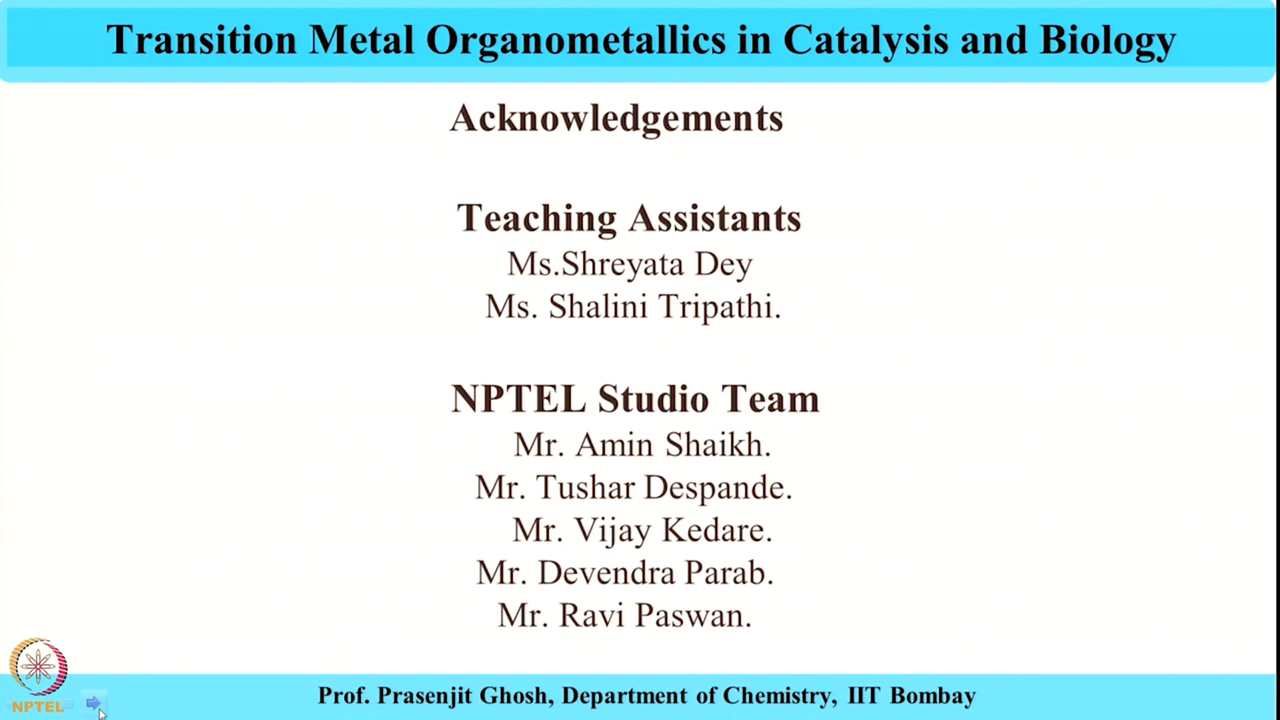 Transition Metal Organometallics in Catalysis and Biology
Acknowledgements
Teaching Assistants
Ms.Shreyata Dey
Ms. Shalini Tripathi.
NPTEL Studio Team
Mr. Amin Shaikh.
Mr. Tushar Despande.
Mr. Vijay Kedare.
Mr. Devendra Parab.
Mr. Ravi Paswan.
NPTEL
Prof. Prasenjit Ghosh, Department of Chemistry, IIT Bombay